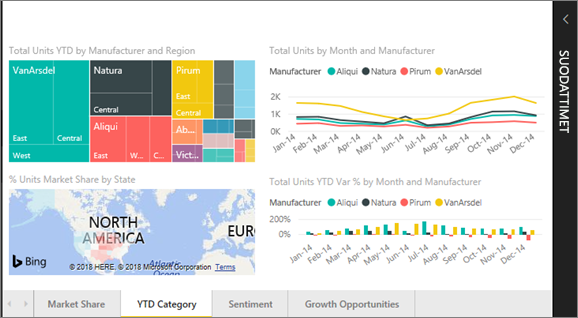 Total Units YTD by Manufacturer and Region
VanArsdel
East
Central
West
Natura
Central
Aliqui
East
W...
C...
Pirum
East
Central
Ab...
Vict...
Total Units by Month and Manufacturer
Manufacturer Aliqui Natura Pirum VanArsdel
2K
1K
0K
Jan-14 Feb-14 Mar-14 Apr-14 May-14 Jun-14 Jul-14 Aug-14 Sep-14 Oct-14 Nov-14 Dec-14
% Units Market Share by State
NORTH
AMERICA
EUR
Atlantic
Bing
© 2018 HERE, © 2018 Microsoft Corporation Terms
Total Units YTD Var % by Month and Manufacturer
Manufacturer Aliqui Natura Pirum VanArsdel
200%
0%
Jan-14 Feb-14 Mar-14 Apr-14 May-14 Jun-14 Jul-14 Aug-14 Sep-14 Oct-14 Nov-14 Dec-14
SUODATTIMET
Market Share YTD Category Sentiment Growth Opportunities